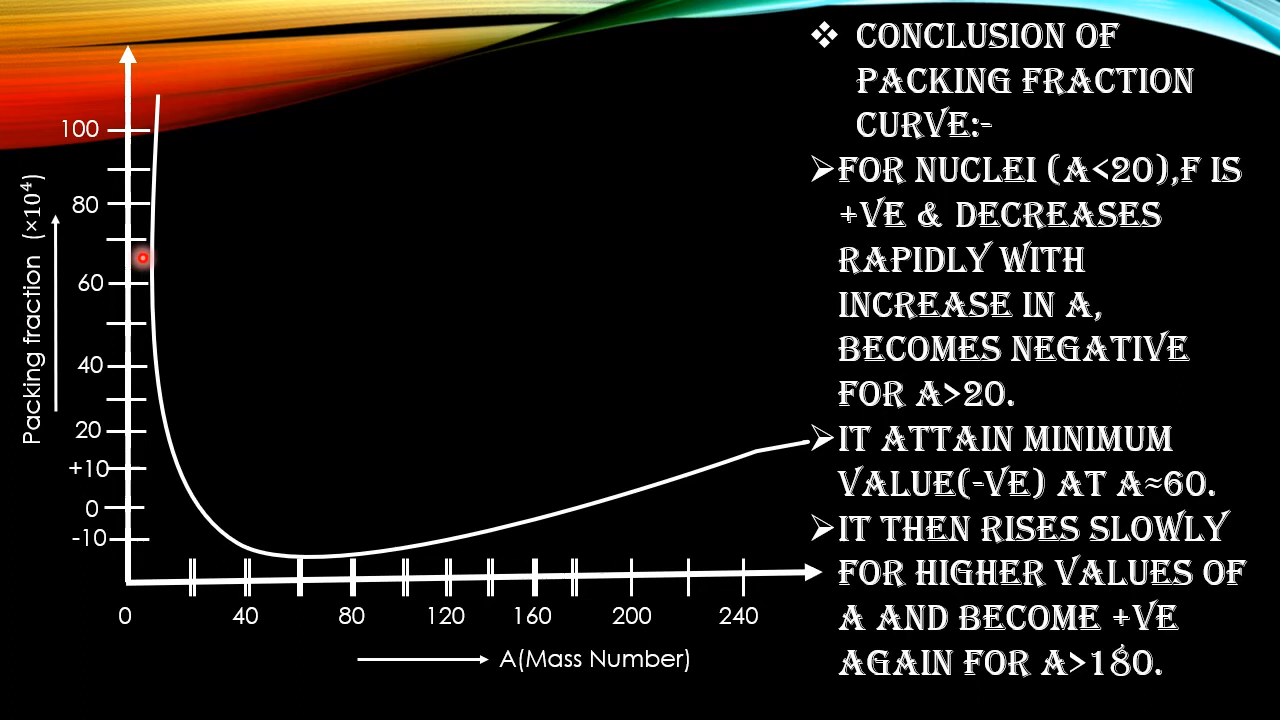 ❖ CONCLUSION OF
PACKING FRACTION
CURVE:-
➢FOR NUCLEI (A<20),F IS
+VE & DECREASES
RAPIDLY WITH
INCREASE IN A,
BECOMES NEGATIVE
FOR A>20.
➢IT ATTAIN MINIMUM
VALUE(-VE) AT A≈60.
➢IT THEN RISES SLOWLY
FOR HIGHER VALUES OF
A AND BECOME +VE
AGAIN FOR A>180.
Packing fraction (×10⁴)
100
80
60
40
20
+10
0
-10
0 40 80 120 160 200 240
A(Mass Number)